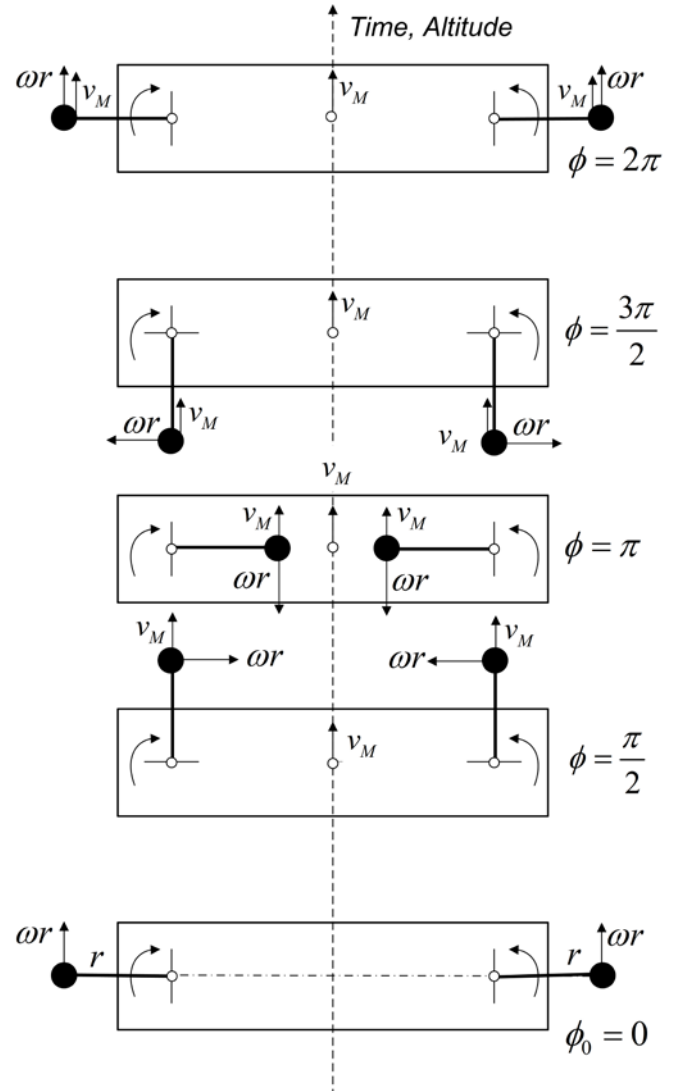 Time, Altitude
ωr v_M v_M v_M ωr
ϕ = 2π
v_M
ϕ = 3π/2
ωr v_M v_M ωr
v_M
v_M v_M
ωr ωr
ϕ = π
v_M v_M
ωr ωr
v_M
ϕ = π/2
ωr r r ωr
ϕ₀ = 0